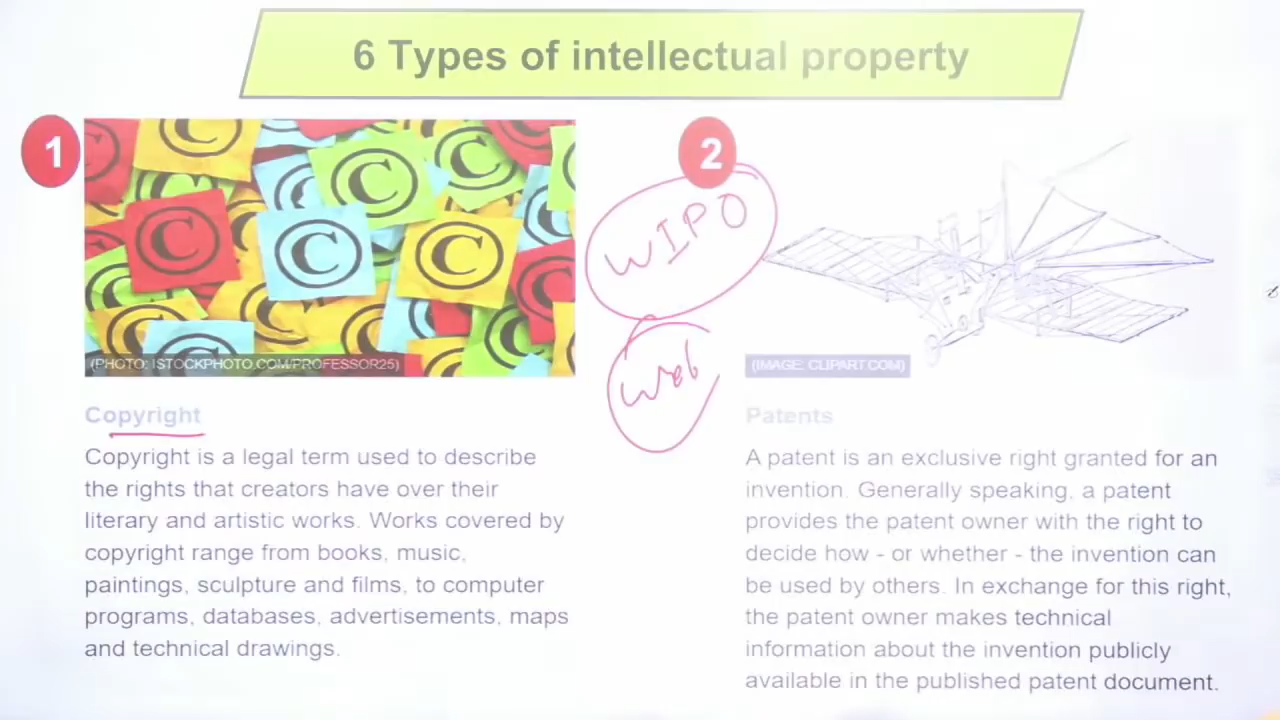 6 Types of intellectual property
1
2
WIPO
Web
(PHOTO: ISTOCKPHOTO.COM/PROFESSOR25)
(IMAGE: CLIPART.COM)
Copyright
Copyright is a legal term used to describe
the rights that creators have over their
literary and artistic works. Works covered by
copyright range from books, music,
paintings, sculpture and films, to computer
programs, databases, advertisements, maps
and technical drawings.
Patents
A patent is an exclusive right granted for an
invention. Generally speaking, a patent
provides the patent owner with the right to
decide how - or whether - the invention can
be used by others. In exchange for this right,
the patent owner makes technical
information about the invention publicly
available in the published patent document.